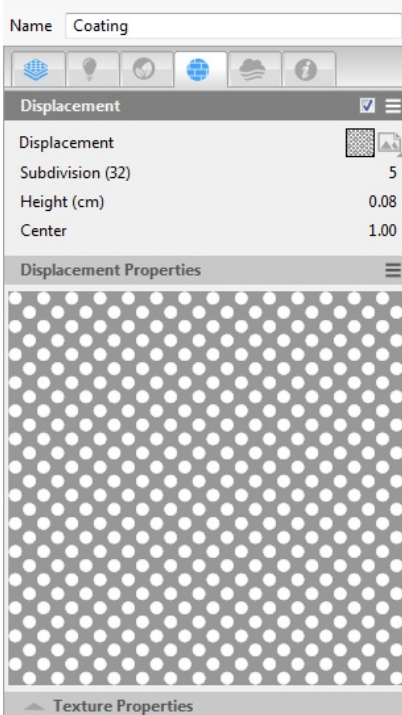 Name Coating
Displacement
Displacement
Subdivision (32) 5
Height (cm) 0.08
Center 1.00
Displacement Properties
Texture Properties